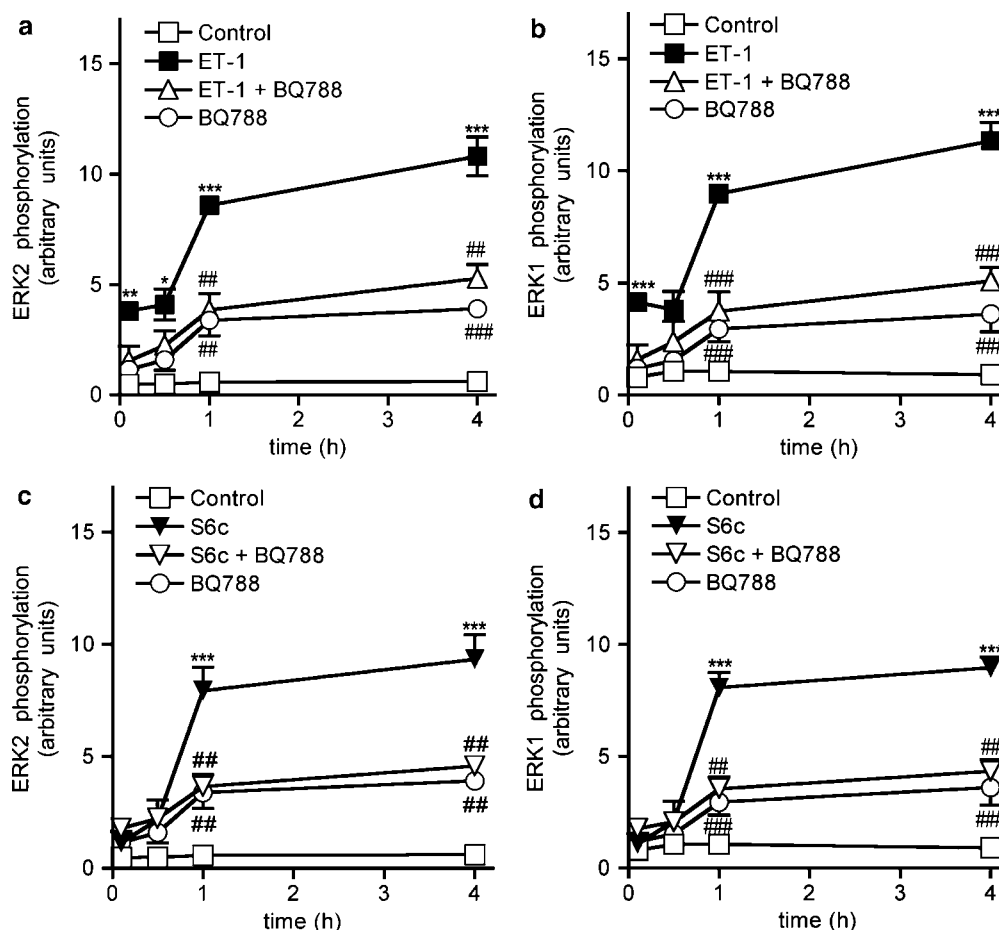 a
Control
ET-1
ET-1 + BQ788
BQ788
ERK2 phosphorylation
(arbitrary units)
15
10
5
0
***
***
**
*
##
##
##
###
0 1 2 3 4
time (h)
b
Control
ET-1
ET-1 + BQ788
BQ788
ERK1 phosphorylation
(arbitrary units)
15
10
5
0
***
***
***
###
###
###
##
0 1 2 3 4
time (h)
c
Control
S6c
S6c + BQ788
BQ788
ERK2 phosphorylation
(arbitrary units)
15
10
5
0
***
***
##
##
##
##
0 1 2 3 4
time (h)
d
Control
S6c
S6c + BQ788
BQ788
ERK1 phosphorylation
(arbitrary units)
15
10
5
0
***
***
##
##
###
##
0 1 2 3 4
time (h)